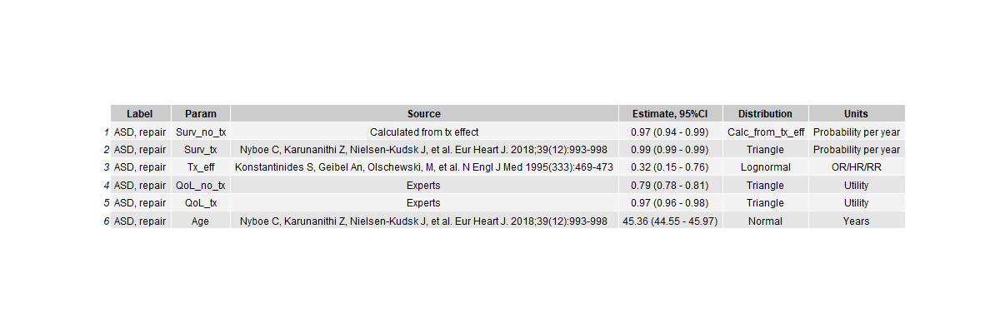 Label Param Source Estimate, 95%CI Distribution Units
1 ASD, repair Surv_no_tx Calculated from tx effect 0.97 (0.94 - 0.99) Calc_from_tx_eff Probability per year
2 ASD, repair Surv_tx Nyboe C, Karunanithi Z, Nielsen-Kudsk J, et al. Eur Heart J. 2018;39(12):993-998 0.99 (0.99 - 0.99) Triangle Probability per year
3 ASD, repair Tx_eff Konstantinides S, Geibel An, Olschewski, M, et al. N Engl J Med 1995(333):469-473 0.32 (0.15 - 0.76) Lognormal OR/HR/RR
4 ASD, repair QoL_no_tx Experts 0.79 (0.78 - 0.81) Triangle Utility
5 ASD, repair QoL_tx Experts 0.97 (0.96 - 0.98) Triangle Utility
6 ASD, repair Age Nyboe C, Karunanithi Z, Nielsen-Kudsk J, et al. Eur Heart J. 2018;39(12):993-998 45.36 (44.55 - 45.97) Normal Years